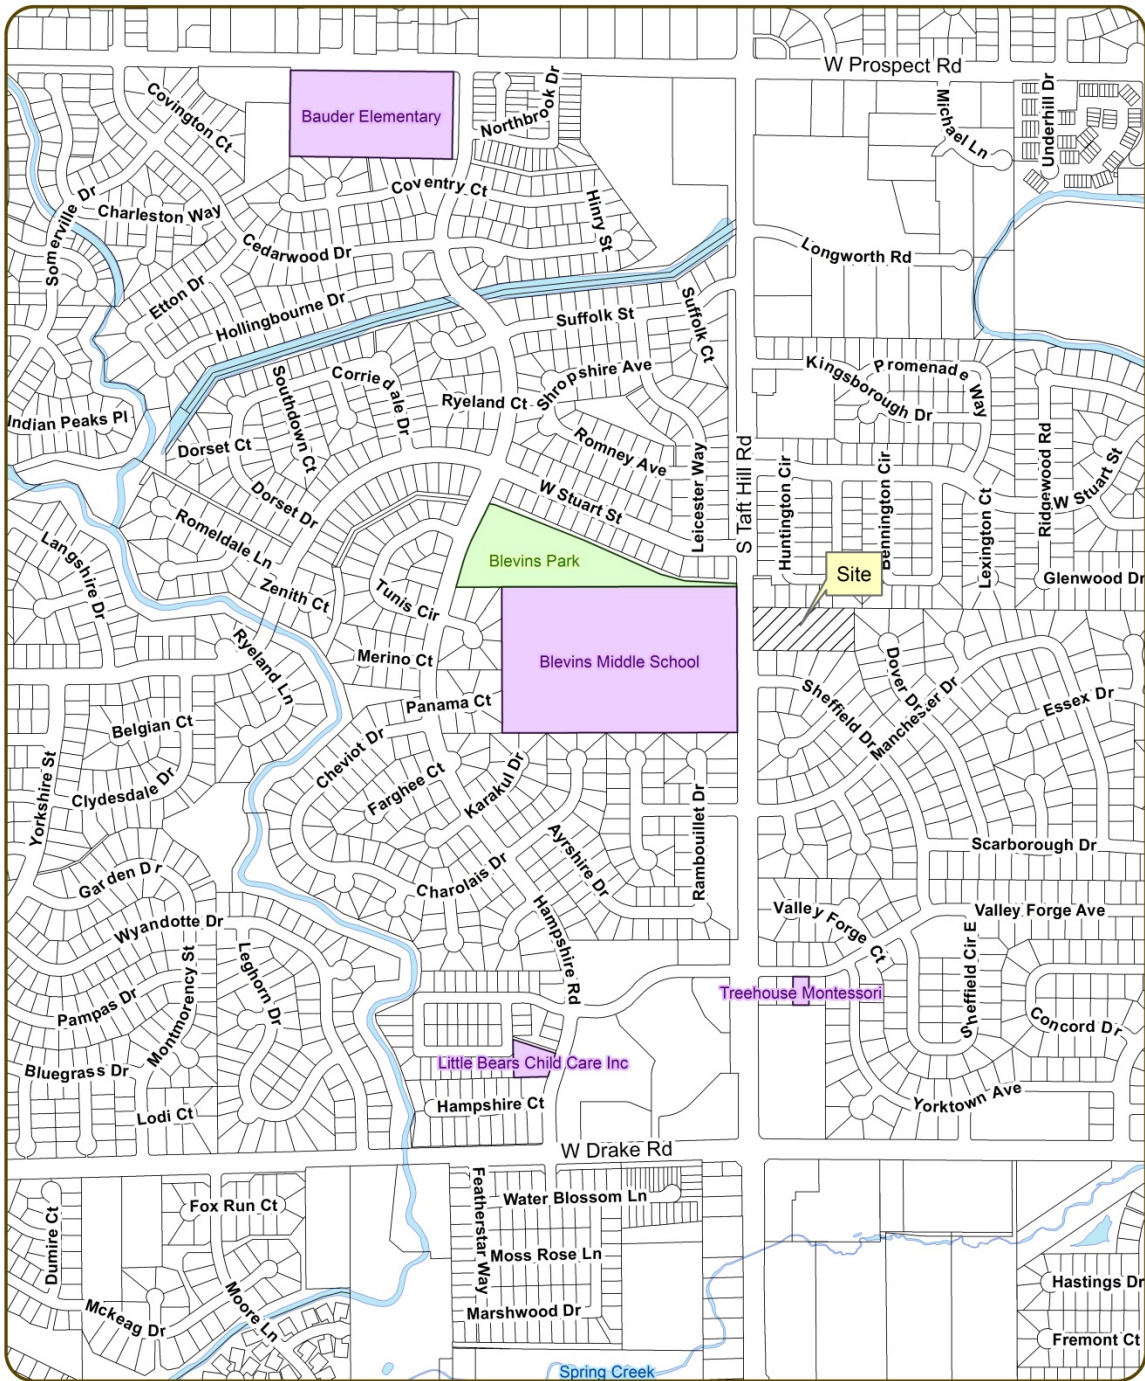 W Prospect Rd
Covington Ct
Bauder Elementary
Northbrook Dr
Michael Ln
Underhill Dr
Somerville Dr
Charleston Way
Coventry Ct
Hinry St
Cedarwood Dr
Longworth Rd
Etton Dr
Hollingbourne Dr
Suffolk St
Suffolk Ct
Southdown Ct
Corriedale Dr
Shropshire Ave
Kingsborough Dr
Promenade Way
Indian Peaks Pl
Ryeland Ct
Dorset Ct
Romney Ave
Leicester Way
S Taft Hill Rd
Huntington Cir
Bennington Cir
Lexington Ct
Ridgewood Rd
W Stuart St
Dorset Dr
W Stuart St
Romeldale Ln
Langshire Dr
Blevins Park
Site
Glenwood Dr
Zenith Ct
Tunis Cir
Ryeland Ln
Merino Ct
Blevins Middle School
Dover Dr
Manchester Dr
Sheffield Dr
Essex Dr
Panama Ct
Belgian Ct
Cheviot Dr
Yorkshire St
Clydesdale Dr
Farghee Ct
Karakul Dr
Rambouillet Dr
Scarborough Dr
Garden Dr
Charolais Dr
Ayrshire Dr
Valley Forge Ct
Valley Forge Ave
Wyandotte Dr
Hampshire Rd
Sheffield Cir E
Montmorency St
Leghorn Dr
Pampas Dr
Treehouse Montessori
Concord Dr
Bluegrass Dr
Little Bears Child Care Inc
Lodi Ct
Hampshire Ct
Yorktown Ave
W Drake Rd
Dumire Ct
Fox Run Ct
Featherstar Way
Water Blossom Ln
Moss Rose Ln
Hastings Dr
Mckeag Dr
Moore Ln
Marshwood Dr
Fremont Ct
Spring Creek